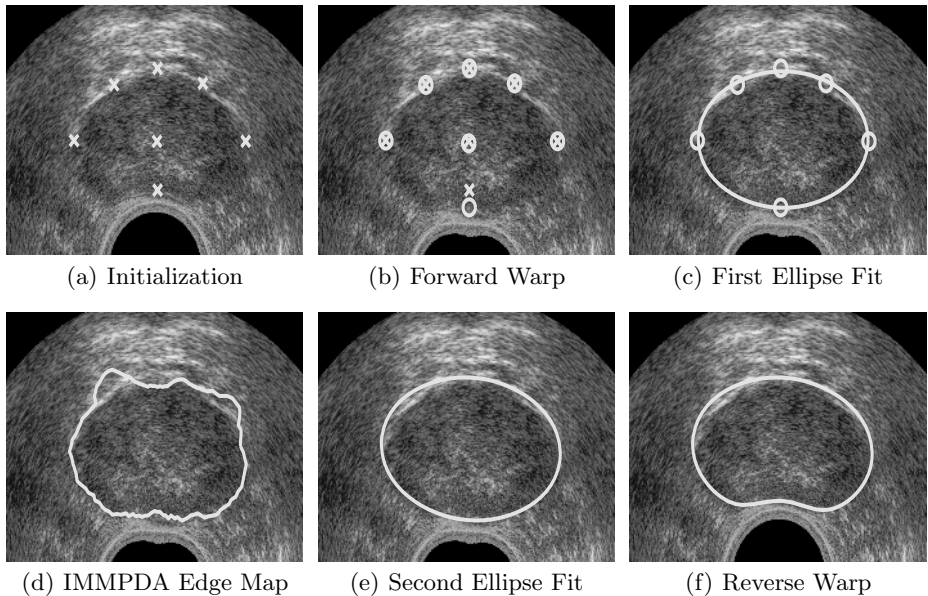 (a) Initialization
(b) Forward Warp
(c) First Ellipse Fit
(d) IMMPDA Edge Map
(e) Second Ellipse Fit
(f) Reverse Warp